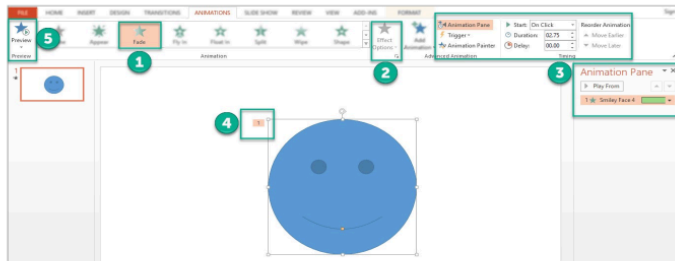 FILE HOME INSERT DESIGN TRANSITIONS ANIMATIONS SLIDE SHOW REVIEW VIEW ADD-INS FORMAT
Preview
Appear Fade Fly In Float In Split Wipe Shape
Effect
Options
Add
Animation
Animation Pane
Trigger
Animation Painter
Start: On Click
Duration: 02.75
Delay: 00.00
Reorder Animation
Move Earlier
Move Later
Preview Animation Advanced Animation Timing
5
1
2
3
Animation Pane
Play From
1 Smiley Face 4
1
4
1